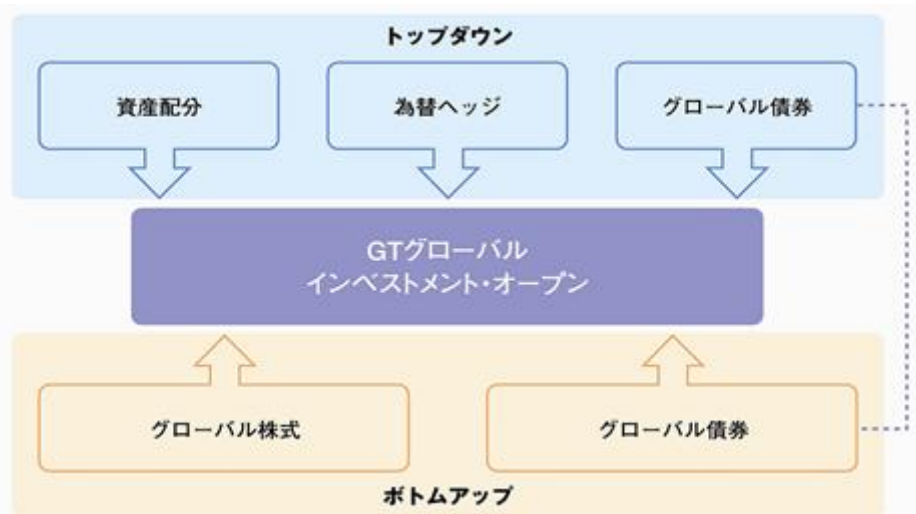 トップダウン
資産配分
為替ヘッジ
グローバル債券
GTグローバル
インベストメント・オープン
グローバル株式
グローバル債券
ボトムアップ